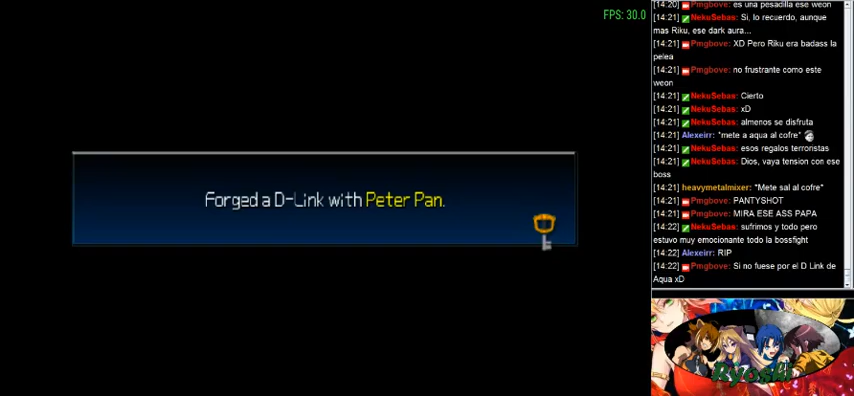 FPS: 30.0
Forged a D-Link with Peter Pan.
[14:20] Pmgbove: es una pesadilla ese weon
[14:21] NekuSebas: Si, lo recuerdo, aunque
mas Riku, ese dark aura...
[14:21] Pmgbove: XD Pero Riku era badass la
pelea
[14:21] Pmgbove: no frustrante como este
weon
[14:21] NekuSebas: Cierto
[14:21] NekuSebas: xD
[14:21] NekuSebas: almenos se disfruta
[14:21] Alexeirr: *mete a aqua al cofre*
[14:21] NekuSebas: esos regalos terroristas
[14:21] NekuSebas: Dios, vaya tension con ese
boss
[14:21] heavymetalmixer: *Mete sal al cofre*
[14:21] Pmgbove: PANTYSHOT
[14:21] Pmgbove: MIRA ESE ASS PAPA
[14:22] NekuSebas: sufrimos y todo pero
estuvo muy emocionante todo la bossfight
[14:22] Alexeirr: RIP
[14:22] Pmgbove: Si no fuese por el D Link de
Aqua xD
Ryoski